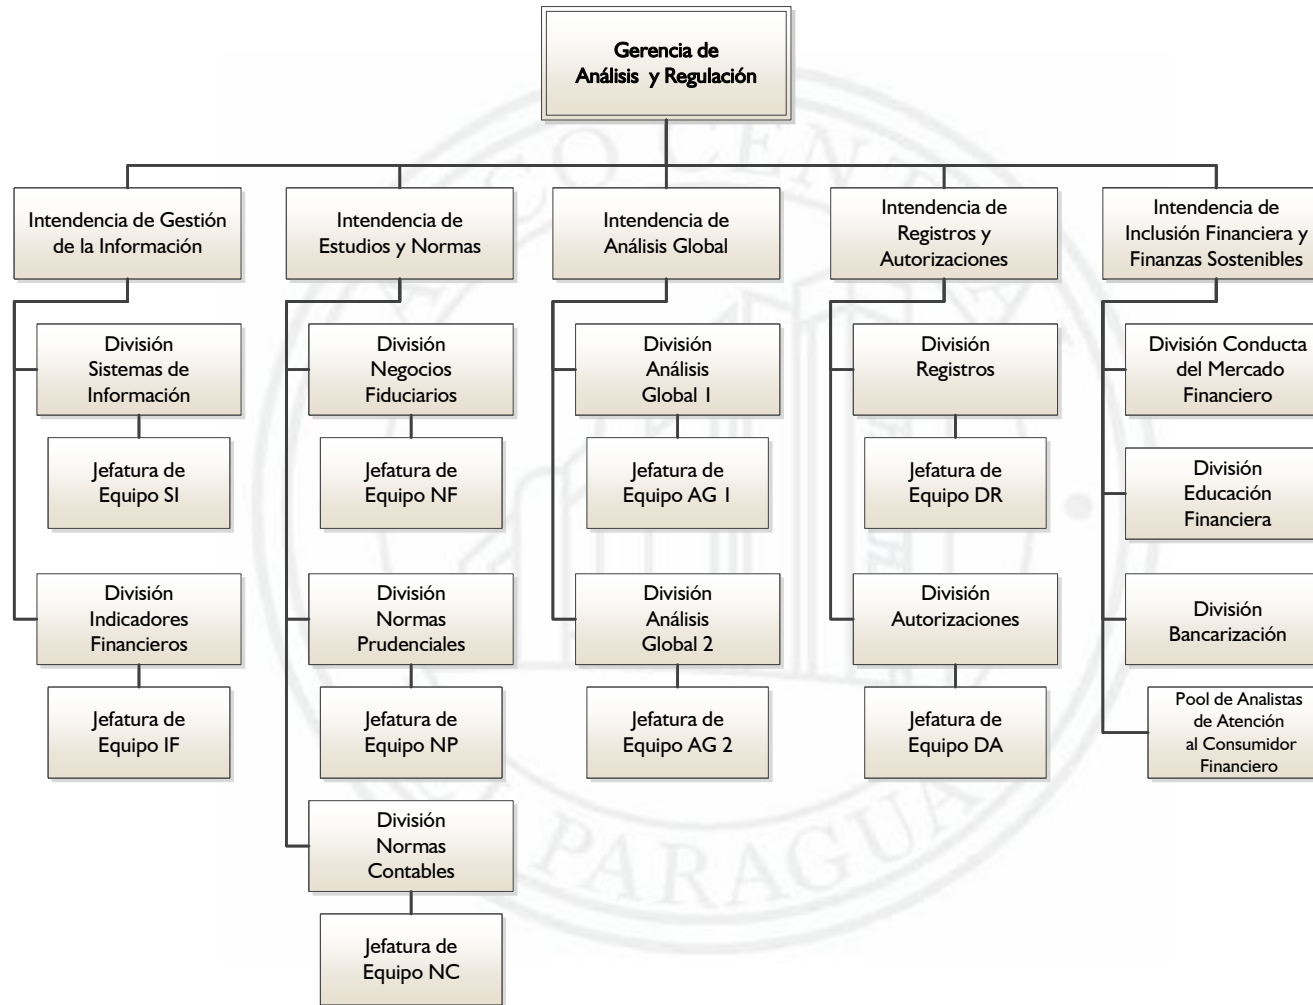 Gerencia de
Análisis y Regulación
Intendencia de Gestión
de la Información
Intendencia de
Estudios y Normas
Intendencia de
Análisis Global
Intendencia de
Registros y
Autorizaciones
Intendencia de
Inclusión Financiera y
Finanzas Sostenibles
División
Sistemas de
Información
Jefatura de
Equipo SI
División
Indicadores
Financieros
Jefatura de
Equipo IF
División
Negocios
Fiduciarios
Jefatura de
Equipo NF
División
Normas
Prudenciales
Jefatura de
Equipo NP
División
Normas
Contables
Jefatura de
Equipo NC
División
Análisis
Global 1
Jefatura de
Equipo AG 1
División
Análisis
Global 2
Jefatura de
Equipo AG 2
División
Registros
Jefatura de
Equipo DR
División
Autorizaciones
Jefatura de
Equipo DA
División Conducta
del Mercado
Financiero
División
Educación
Financiera
División
Bancarización
Pool de Analistas
de Atención
al Consumidor
Financiero
PARAGUA